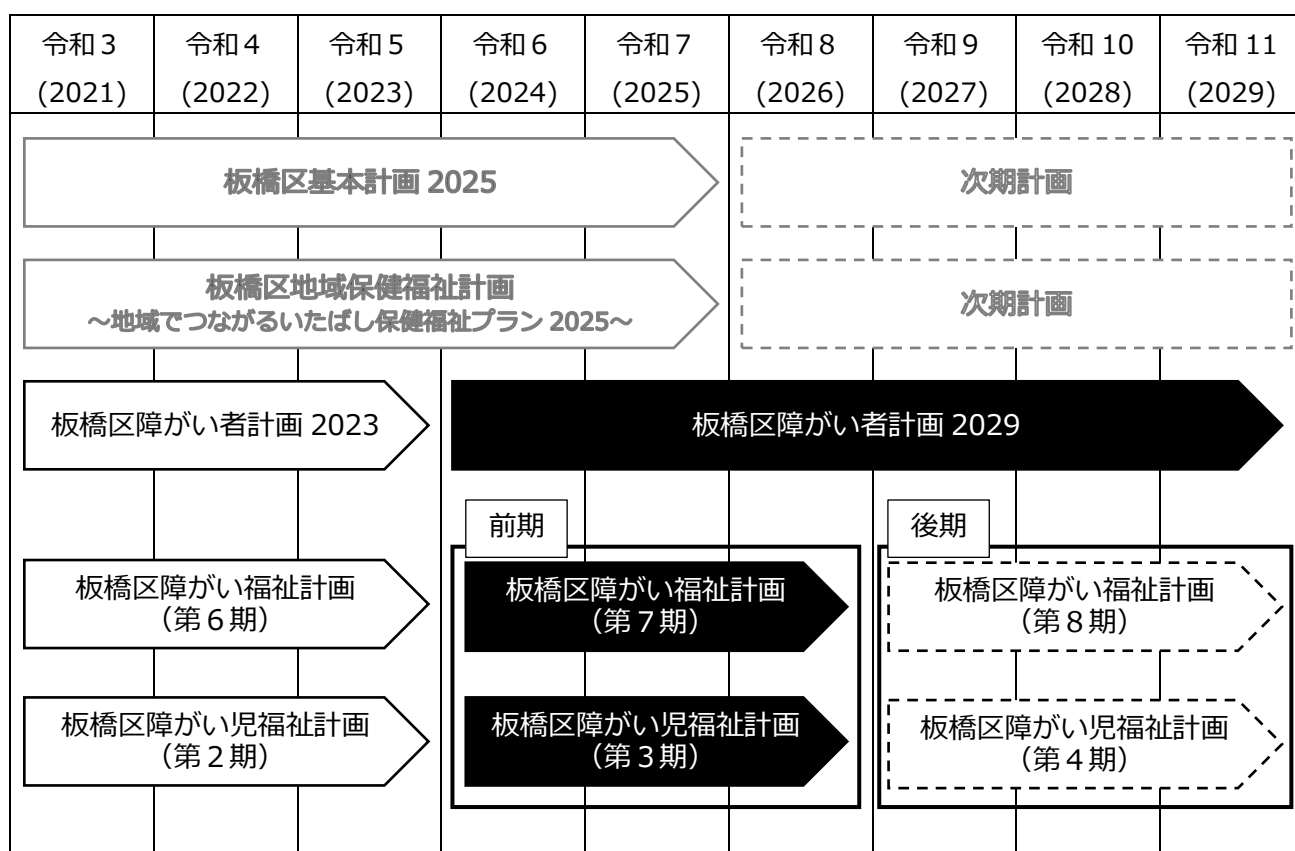 令和3 令和4 令和5 令和6 令和7 令和8 令和9 令和10 令和11
(2021) (2022) (2023) (2024) (2025) (2026) (2027) (2028) (2029)
板橋区基本計画 2025 次期計画
板橋区地域保健福祉計画
～地域でつながるいたばし保健福祉プラン 2025～
次期計画
板橋区障がい者計画 2023 板橋区障がい者計画 2029
前期 後期
板橋区障がい福祉計画
（第６期）
板橋区障がい福祉計画
（第７期）
板橋区障がい福祉計画
（第８期）
板橋区障がい児福祉計画
（第２期）
板橋区障がい児福祉計画
（第３期）
板橋区障がい児福祉計画
（第４期）